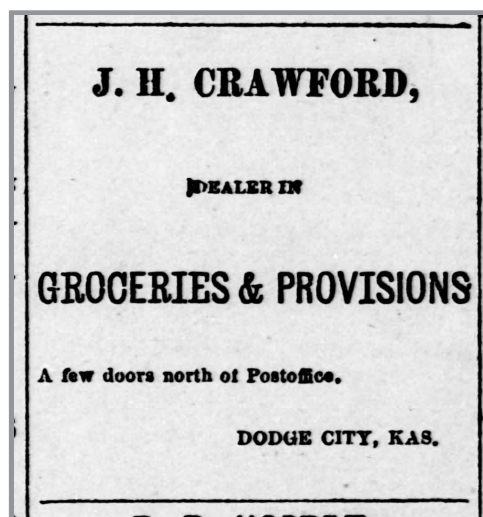 J. H. CRAWFORD,
DEALER IN
GROCERIES & PROVISIONS
A few doors north of Postoffice.
DODGE CITY, KAS.